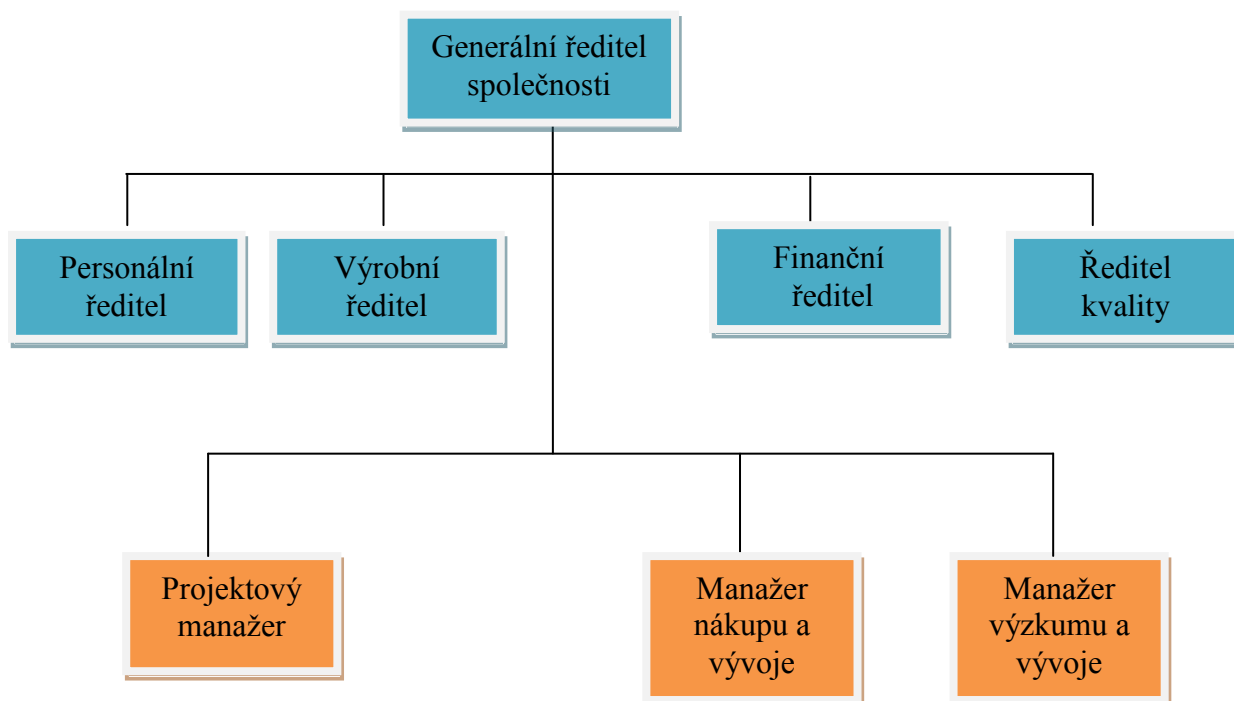 Generální ředitel
společnosti
Personální
ředitel
Výrobní
ředitel
Finanční
ředitel
Ředitel
kvality
Projektový
manažer
Manažer
nákupu a
vývoje
Manažer
výzkumu a
vývoje